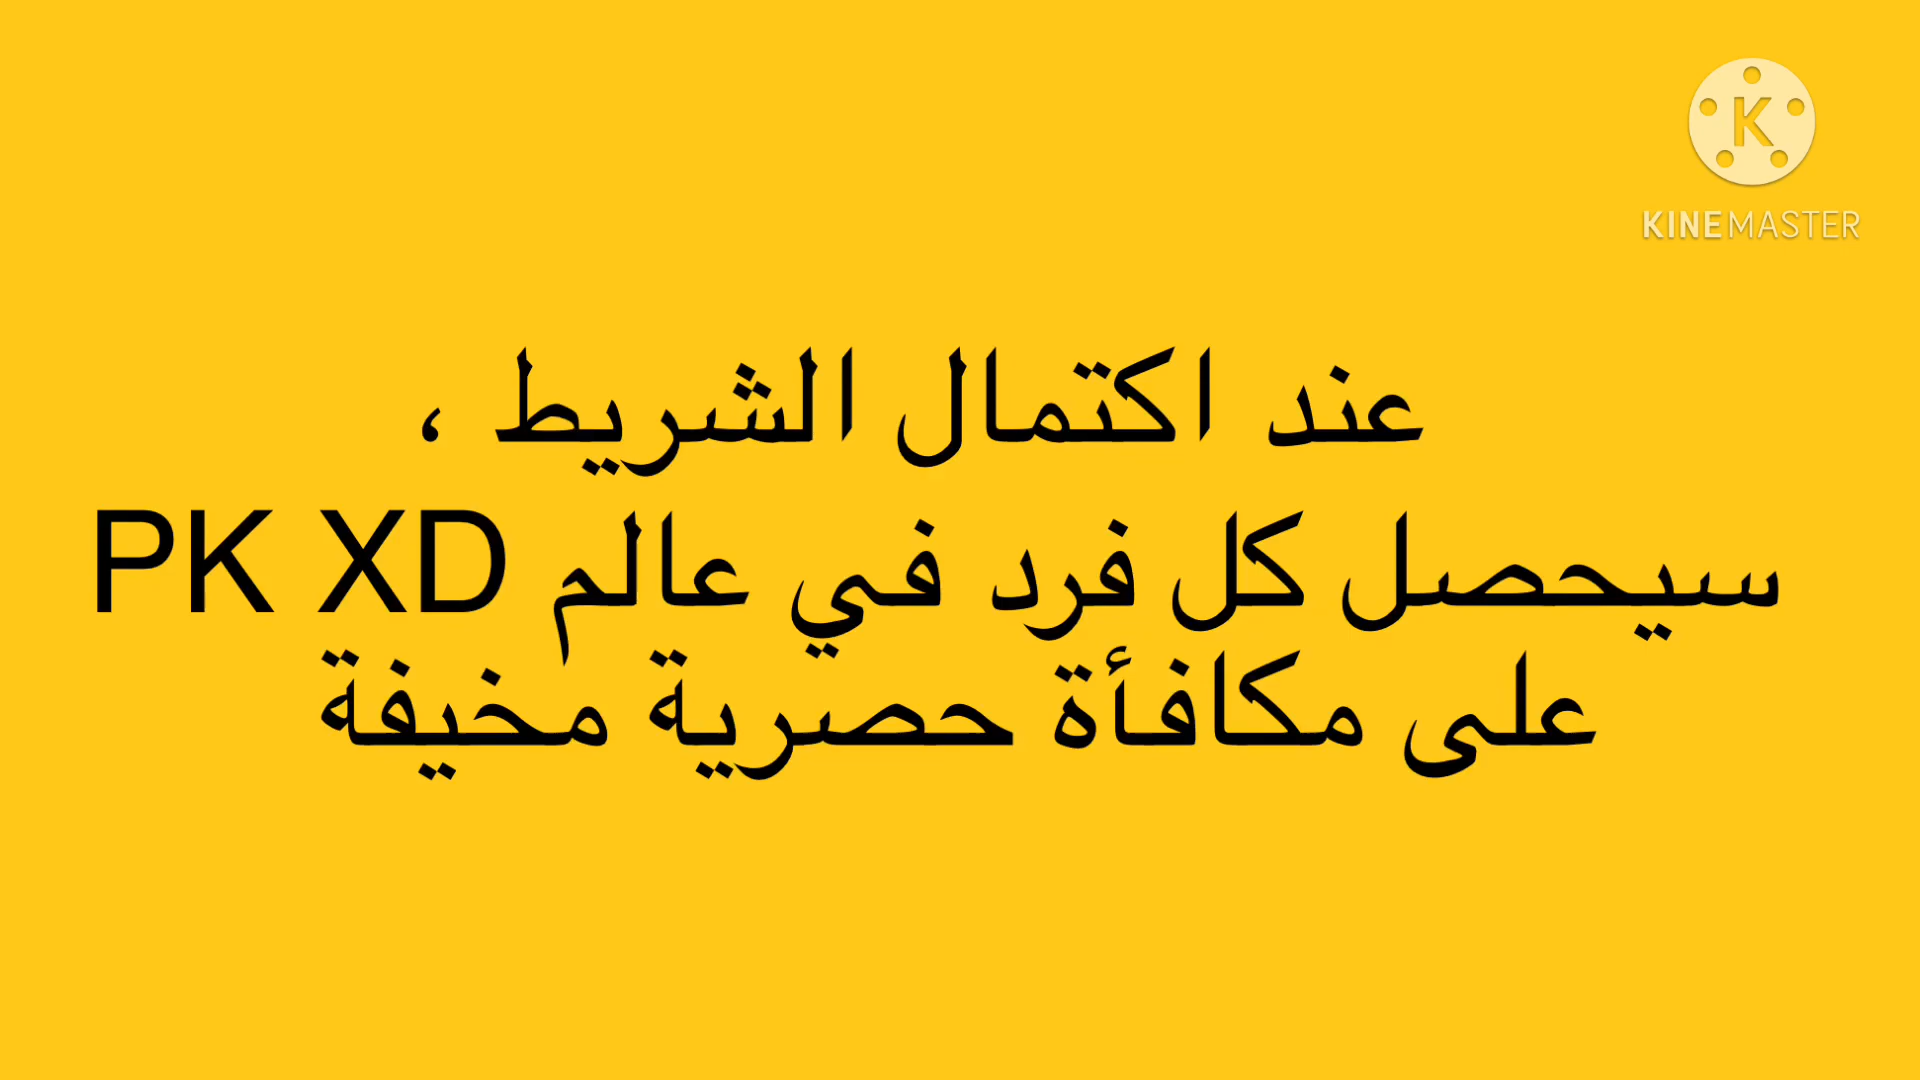 K
KINEMASTER
عند اكتمال الشريط ،
سيحصل كل فرد في عالم PK XD
على مكافأة حصرية مخيفة